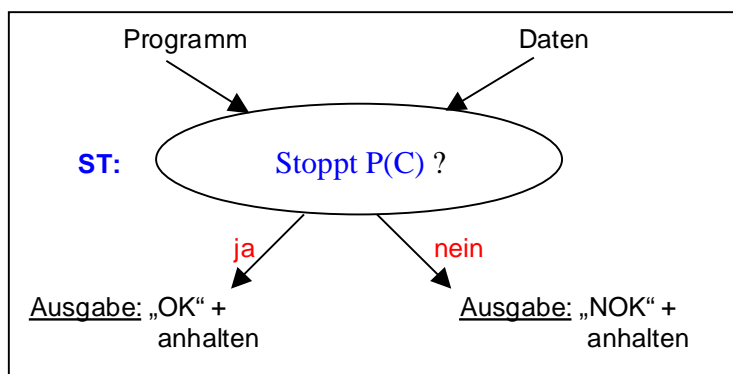 Programm Daten
ST: Stoppt P(C) ?
ja nein
Ausgabe: „OK“ + Ausgabe: „NOK“ +
anhalten anhalten